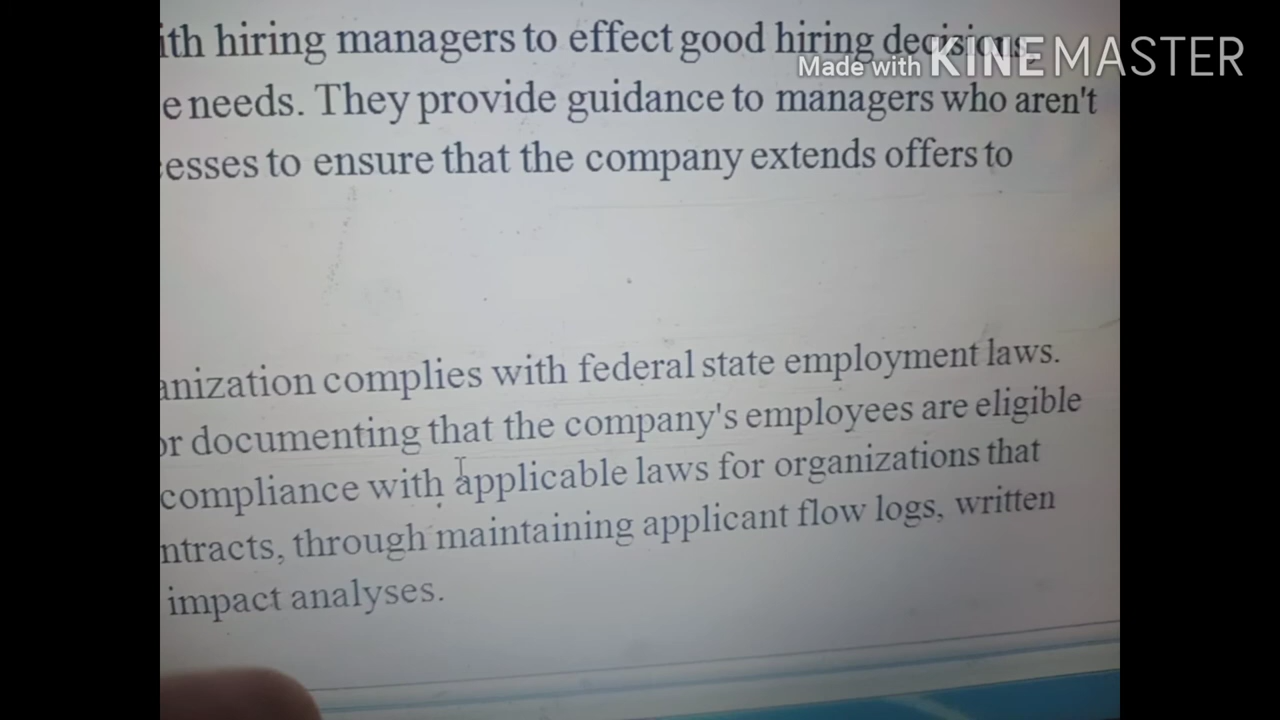 ith hiring managers to effect good hiring decisions
Made with KINEMASTER
e needs. They provide guidance to managers who aren't
esses to ensure that the company extends offers to
anization complies with federal state employment laws.
or documenting that the company's employees are eligible
compliance with applicable laws for organizations that
ntracts, through maintaining applicant flow logs, written
impact analyses.